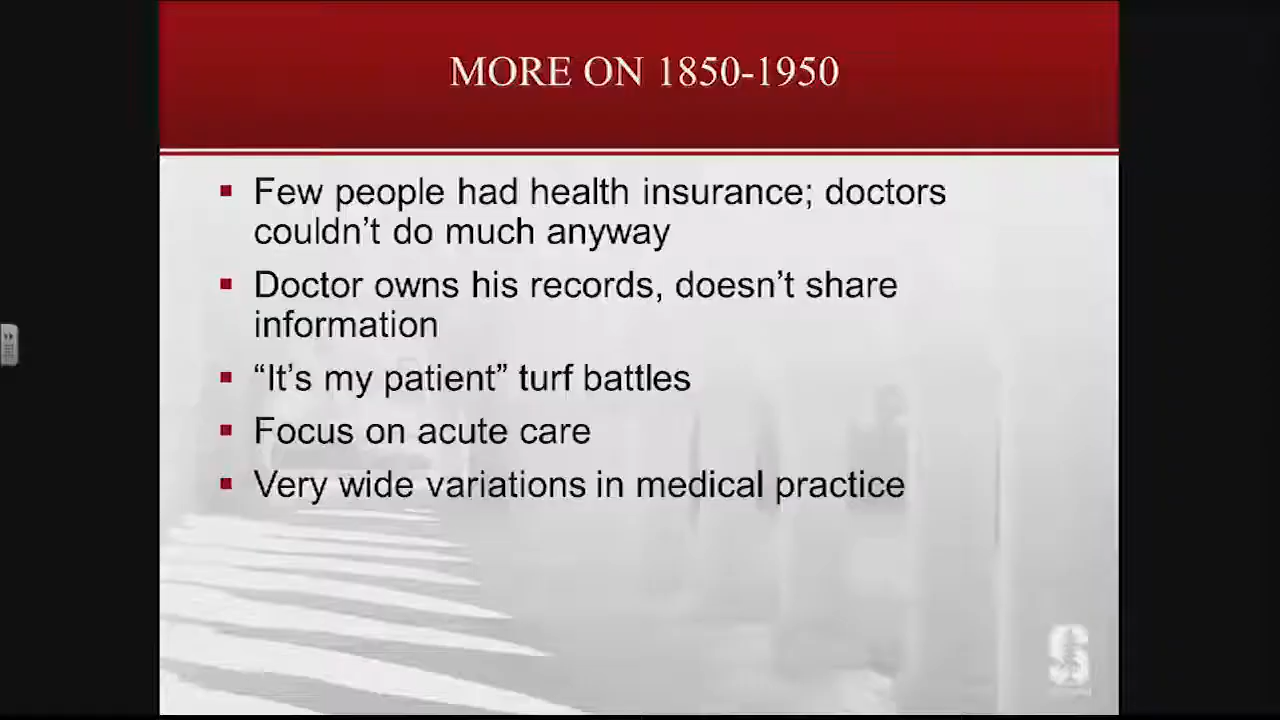 MORE ON 1850-1950
▪ Few people had health insurance; doctors
couldn’t do much anyway
▪ Doctor owns his records, doesn’t share
information
▪ “It’s my patient” turf battles
▪ Focus on acute care
▪ Very wide variations in medical practice